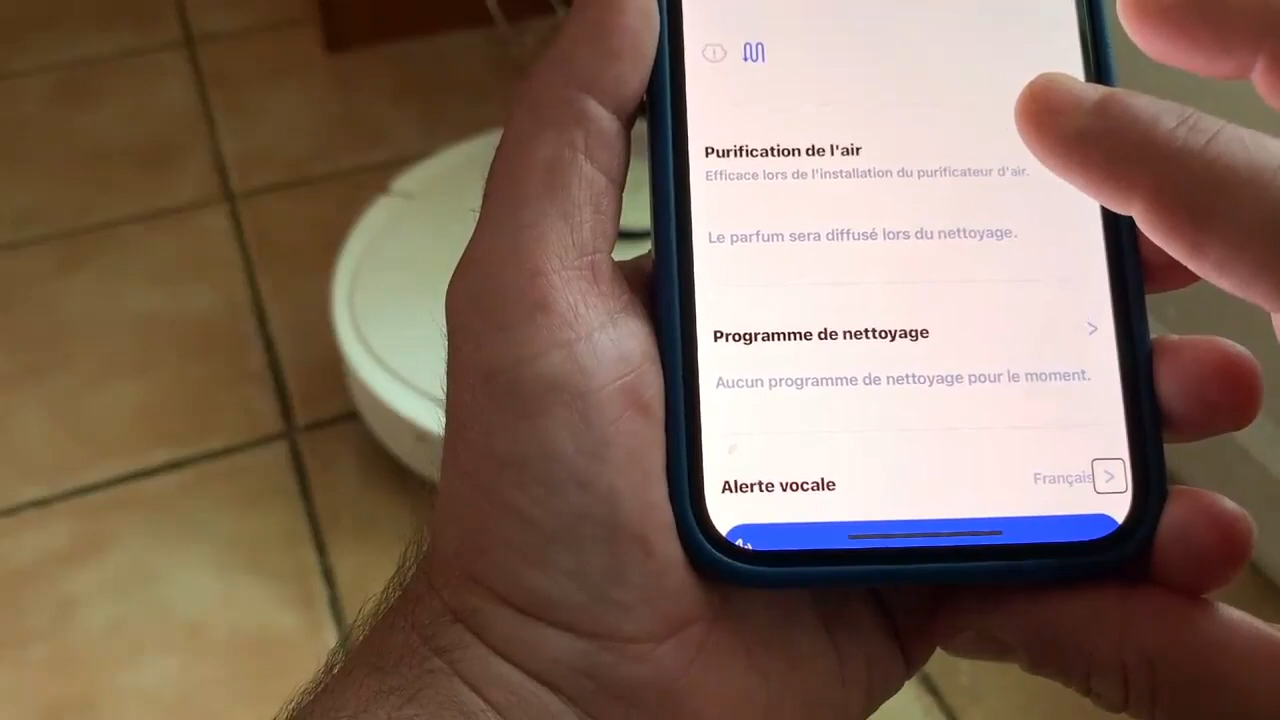 Purification de l'air
Efficace lors de l'installation du purificateur d'air.
Le parfum sera diffusé lors du nettoyage.
Programme de nettoyage
Aucun programme de nettoyage pour le moment.
Alerte vocale Français